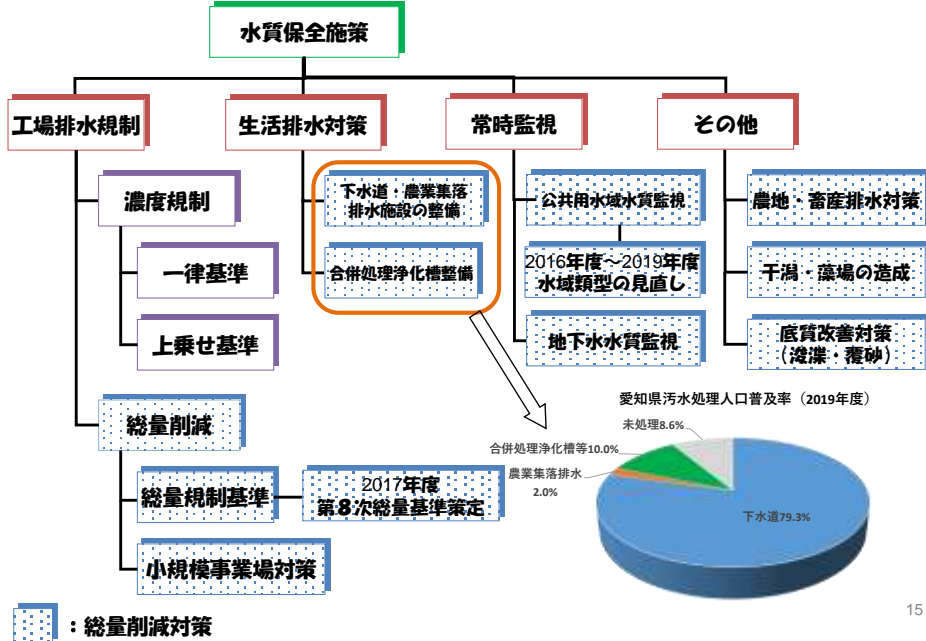 水質保全施策
工場排水規制
生活排水対策
常時監視
その他
濃度規制
一律基準
上乗せ基準
総量削減
総量規制基準
2017年度
第8次総量基準策定
小規模事業場対策
下水道・農業集落
排水施設の整備
合併処理浄化槽整備
公共用水域水質監視
2016年度～2019年度
水域類型の見直し
地下水水質監視
農地・畜産排水対策
干潟・藻場の造成
底質改善対策
（浚渫・覆砂）
愛知県汚水処理人口普及率（2019年度）
未処理8.6%
合併処理浄化槽等10.0%
農業集落排水
2.0%
下水道79.3%
：総量削減対策
15